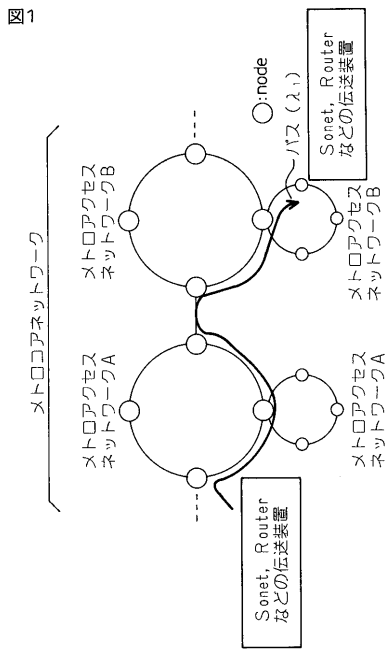 図1
メトロコアネットワーク
メトロアクセス
ネットワークA
メトロアクセス
ネットワークB
○:node
パス(λ₁)
Sonet, Router
などの伝送装置
Sonet, Router
などの伝送装置
メトロアクセス
ネットワークA
メトロアクセス
ネットワークB